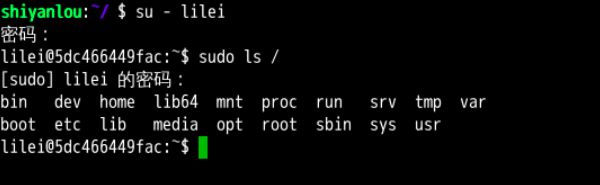 shiyanlou:~/ $ su - lilei
密码：
lilei@5dc466449fac:~$ sudo ls /
[sudo] lilei 的密码：
bin dev home lib64 mnt proc run srv tmp var
boot etc lib media opt root sbin sys usr
lilei@5dc466449fac:~$